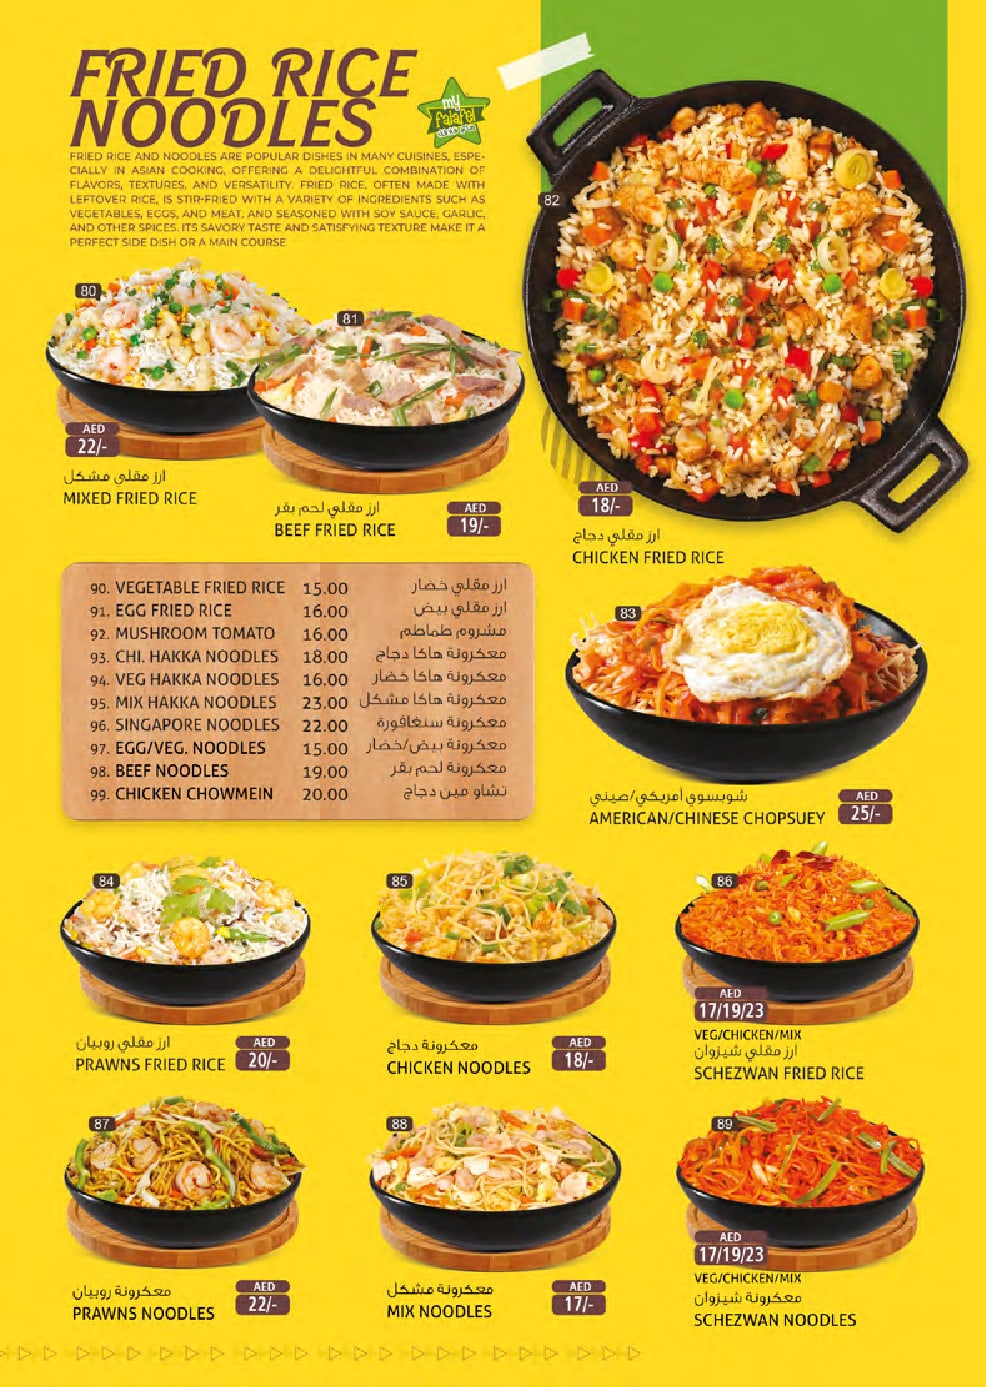 FRIED RICE
NOODLES
my
falafel
FRIED RICE AND NOODLES ARE POPULAR DISHES IN MANY CUISINES, ESPE-
CIALLY IN ASIAN COOKING, OFFERING A DELIGHTFUL COMBINATION OF
FLAVORS, TEXTURES, AND VERSATILITY. FRIED RICE, OFTEN MADE WITH
LEFTOVER RICE, IS STIR-FRIED WITH A VARIETY OF INGREDIENTS SUCH AS
VEGETABLES, EGGS, AND MEAT, AND SEASONED WITH SOY SAUCE, GARLIC,
AND OTHER SPICES. ITS SAVORY TASTE AND SATISFYING TEXTURE MAKE IT A
PERFECT SIDE DISH OR A MAIN COURSE
80
AED
22/-
ارز مقلي مشكل
MIXED FRIED RICE
81
ارز مقلي لحم بقر
BEEF FRIED RICE
AED
19/-
82
AED
18/-
ارز مقلي دجاج
CHICKEN FRIED RICE
90. VEGETABLE FRIED RICE 15.00 ارز مقلي خضار
91. EGG FRIED RICE 16.00 ارز مقلي بيض
92. MUSHROOM TOMATO 16.00 مشروم طماطم
93. CHI. HAKKA NOODLES 18.00 معكرونة هاكا دجاج
94. VEG HAKKA NOODLES 16.00 معكرونة هاكا خضار
95. MIX HAKKA NOODLES 23.00 معكرونة هاكا مشكل
96. SINGAPORE NOODLES 22.00 معكرونة سنغافورة
97. EGG/VEG. NOODLES 15.00 معكرونة بيض/خضار
98. BEEF NOODLES 19.00 معكرونة لحم بقر
99. CHICKEN CHOWMEIN 20.00 تشاو مين دجاج
83
شوبسوي أمريكي/صيني
AMERICAN/CHINESE CHOPSUEY
AED
25/-
84
ارز مقلي روبيان
PRAWNS FRIED RICE
AED
20/-
85
معكرونة دجاج
CHICKEN NOODLES
AED
18/-
86
AED
17/19/23
VEG/CHICKEN/MIX
ارز مقلي شيزوان
SCHEZWAN FRIED RICE
87
معكرونة روبيان
PRAWNS NOODLES
AED
22/-
88
معكرونة مشكل
MIX NOODLES
AED
17/-
89
AED
17/19/23
VEG/CHICKEN/MIX
معكرونة شيزوان
SCHEZWAN NOODLES